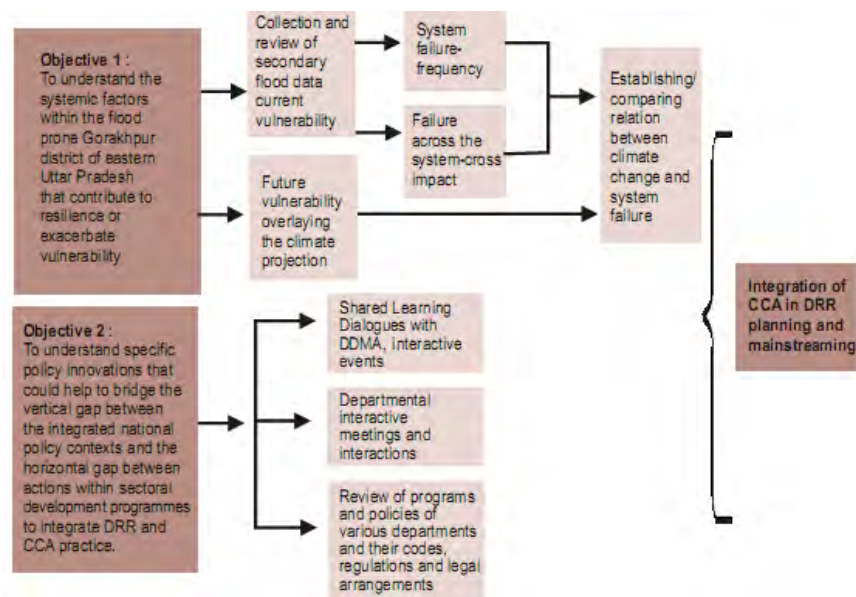 Objective 1 :
To understand the
systemic factors
within the flood
prone Gorakhpur
district of eastern
Uttar Pradesh
that contribute to
resilience or
exacerbate
vulnerability
Collection and
review of
secondary
flood data
current
vulnerability
System
failure-
frequency
Failure
across the
system-cross
impact
Future
vulnerability
overlaying
the climate
projection
Establishing/
comparing
relation
between
climate
change and
system
failure
Objective 2 :
To understand specific
policy innovations that
could help to bridge the
vertical gap between
the integrated national
policy contexts and the
horizontal gap between
actions within sectoral
development programmes
to integrate DRR and
CCA practice.
Shared Learning
Dialogues with
DDMA, interactive
events
Departmental
interactive
meetings and
interactions
Review of programs
and policies of
various departments
and their codes,
regulations and legal
arrangements
Integration of
CCA in DRR
planning and
mainstreaming